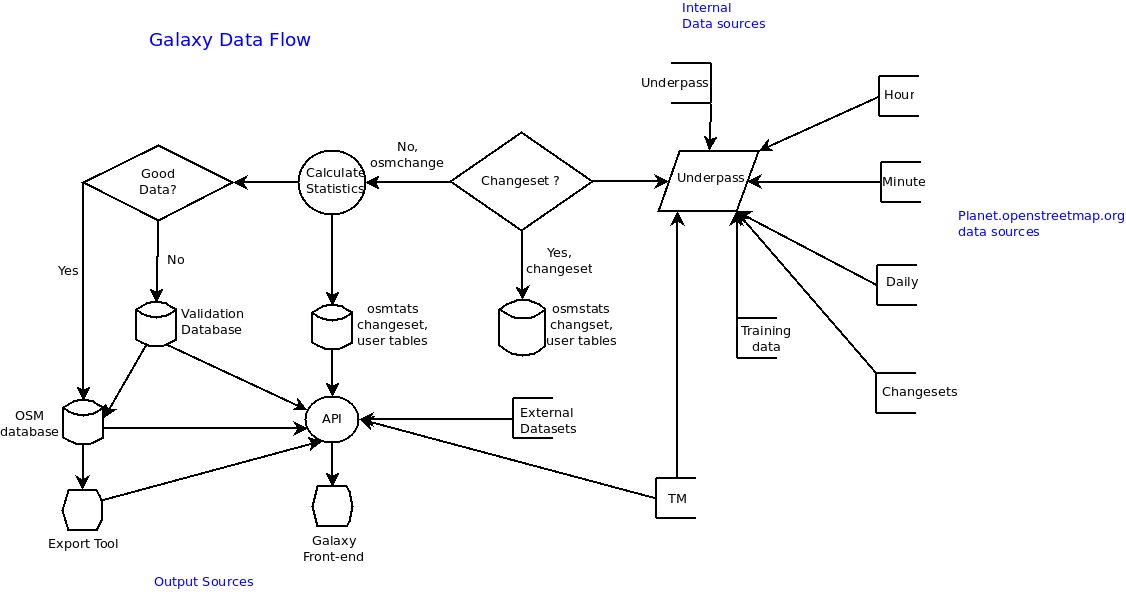 Internal
Data sources
Galaxy Data Flow
Underpass
Hour
No,
osmchange
Good
Data?
Calculate
Statistics
Changeset ?
Underpass
Minute
Planet.openstreetmap.org
data sources
Yes
No
Yes,
changeset
Daily
Validation
Database
osmtats
changeset,
user tables
osmstats
changset,
user tables
Training
data
Changesets
OSM
database
API
External
Datasets
TM
Export Tool
Galaxy
Front-end
Output Sources